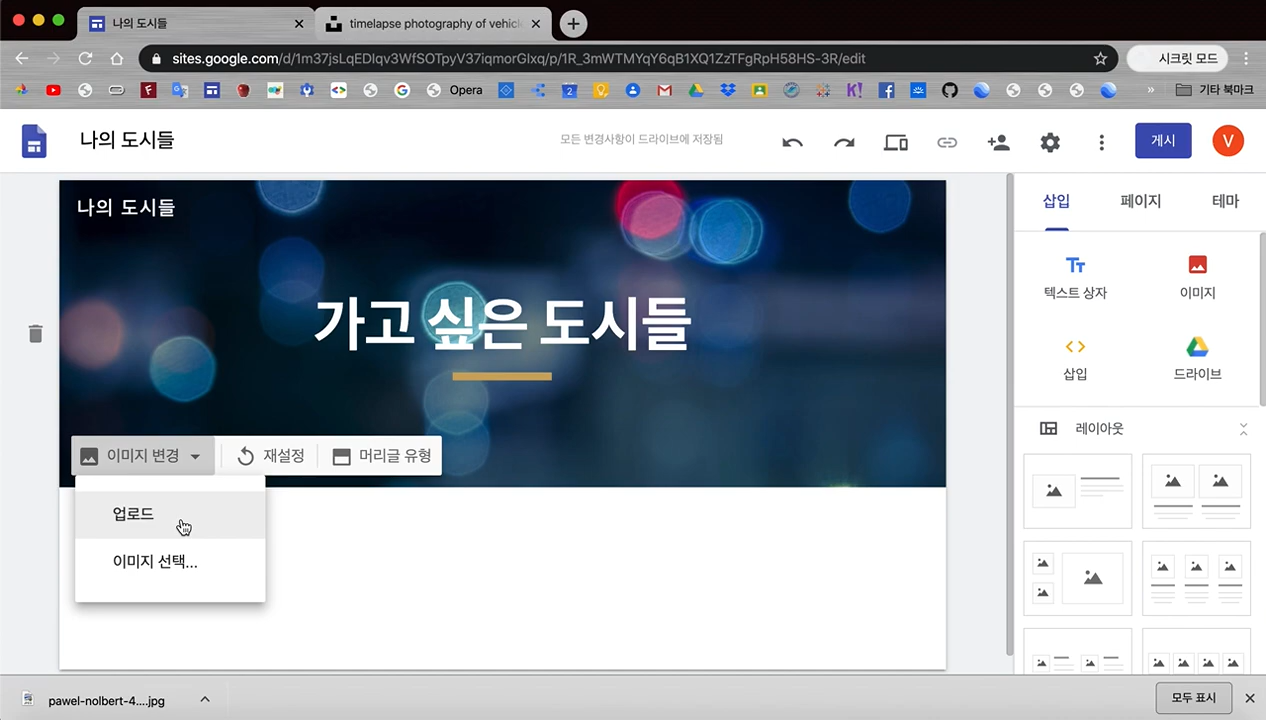 나의 도시들
timelapse photography of vehicle
sites.google.com/d/1m37jsLqEDIqv3WfSOTpyV37iqmorGlxq/p/1R_3mWTMYqY6qB1XQ1ZzTFgRpH58HS-3R/edit
시크릿 모드
Opera
기타 북마크
나의 도시들
모든 변경사항이 드라이브에 저장됨
게시
V
나의 도시들
가고 싶은 도시들
이미지 변경
재설정
머리글 유형
업로드
이미지 선택...
삽입
페이지
테마
텍스트 상자
이미지
삽입
드라이브
레이아웃
pawel-nolbert-4....jpg
모두 표시